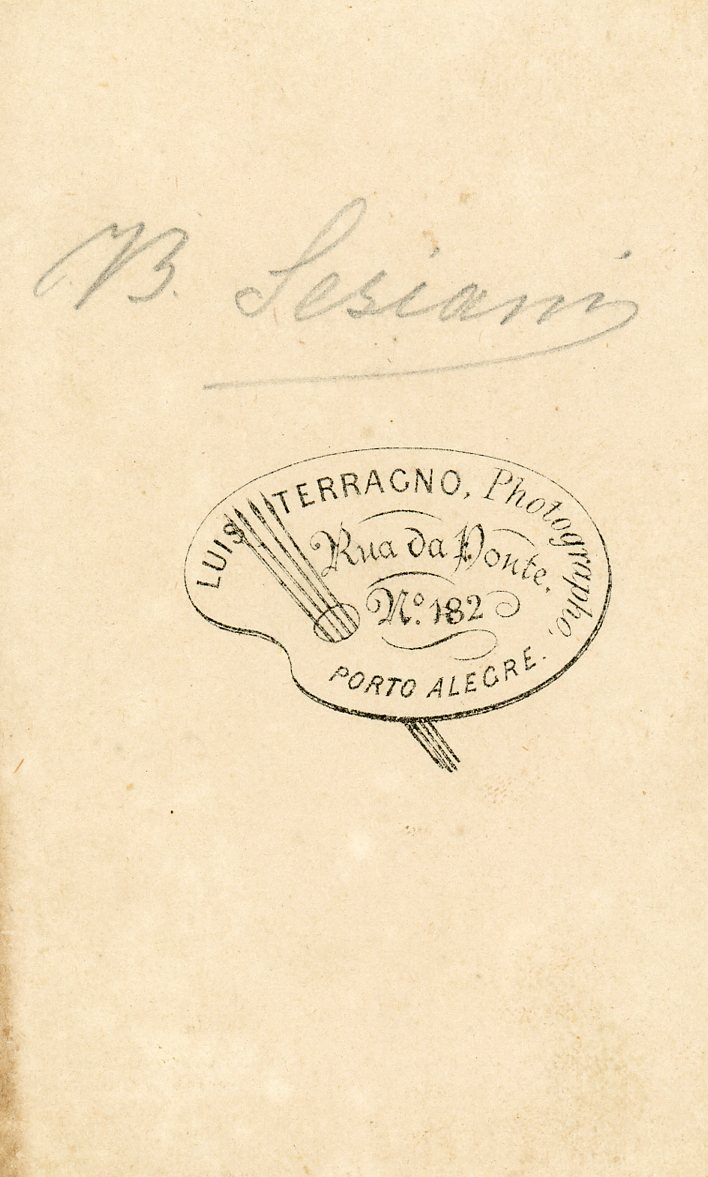 B. Sesiani
LUIS TERRAGNO, Photographo,
Rua da Ponte.
Nº. 182
PORTO ALEGRE.